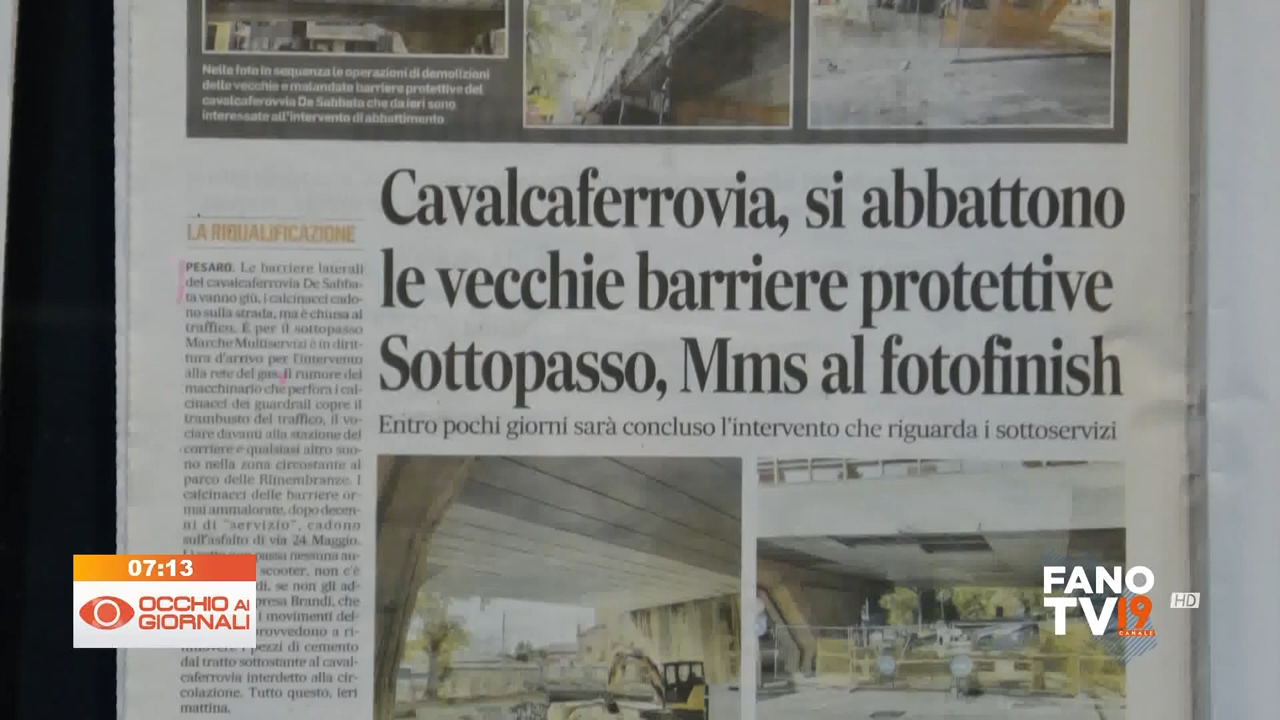 Nelle foto in sequenza le operazioni di demolizioni
delle vecchie e malandate barriere protettive del
cavalcaferovvia De Sabbata che da ieri sono
interessate all'intervento di abbattimento
Cavalcaferrovia, si abbattono
le vecchie barriere protettive
Sottopasso, Mms al fotofinish
Entro pochi giorni sarà concluso l'intervento che riguarda i sottoservizi
LA RIQUALIFICAZIONE
PESARO. Le barriere laterali
del cavalcaferovvia De Sabba-
ta vanno giù, i calcinacci cado-
no sulla strada, ma è chiusa al
traffico. E per il sottopasso
Marche Multiservizi è in dirit-
tura d'arrivo per l'intervento
alla rete del gas. Il rumore del
macchinario che perfora i cal-
cinacci dei guardrail copre il
trambusto del traffico, il vo-
ciare davanti alla stazione del
corriere e qualsiasi altro suo-
no nella zona circostante al
parco delle Rimembranze. I
calcinacci delle barriere or-
mai ammalorate, dopo decen-
ni di "servizio", cadono
sull'asfalto di via 24 Maggio.
passa nessuna au-
scooter, non c'è
di, se non gli ad-
presa Brandi, che
i movimenti del-
provvedono a ri-
pezzi di cemento
dal tratto sottostante al caval-
caferrovia interdetto alla cir-
colazione. Tutto questo, ieri
mattina.
07:13
OCCHIO AI
GIORNALI
FANO
TV19
CANALE
HD